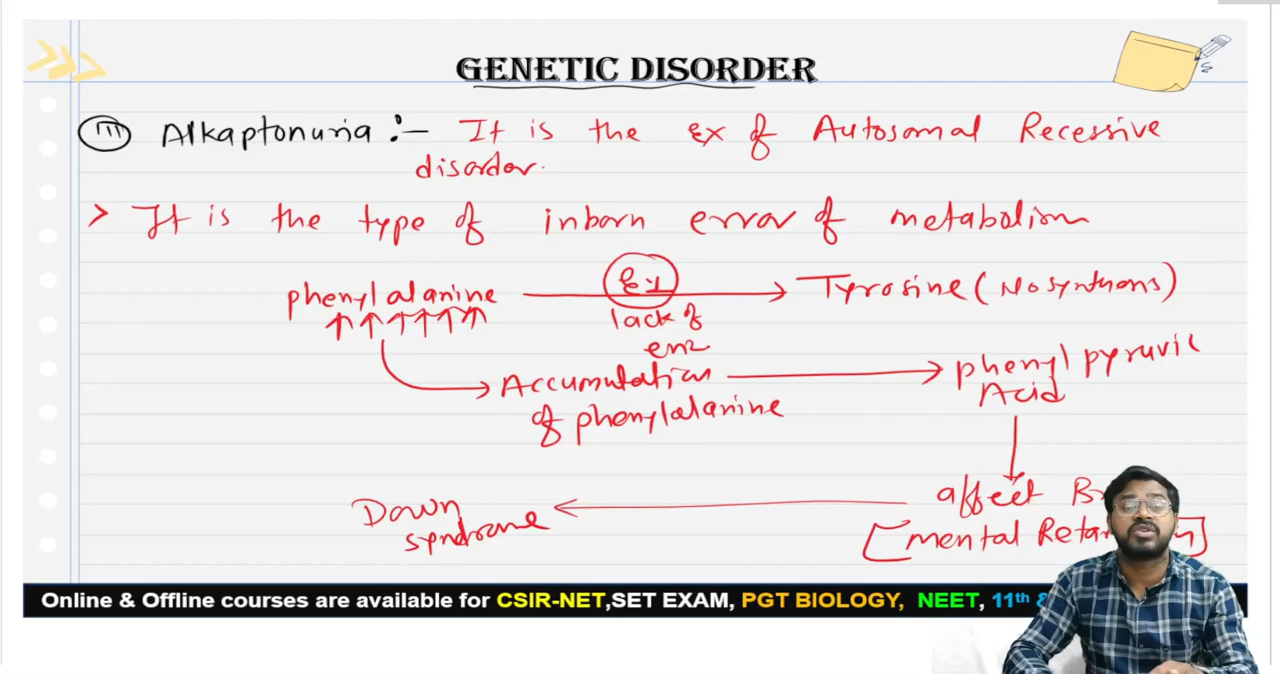 GENETIC DISORDER
III Alkaptonuria :- It is the ex of Autosomal Recessive
disorder.
> It is the type of inborn error of metabolism
phenylalanine E-1 Tyrosine (No synthens)
lack of
enz
Accumulation phenyl pyruvic
of phenylalanine Acid
Down affect
syndrome [mental
Online & Offline courses are available for CSIR-NET,SET EXAM, PGT BIOLOGY, NEET, 11th